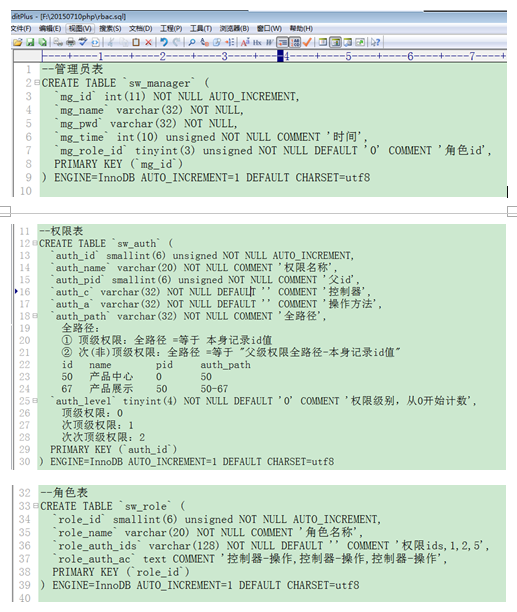 ditPlus - [F:\20150710php\rbac.sql]
文件(F) 编辑(E) 视图(V) 搜索(S) 文档(D) 工程(P) 工具(T) 浏览器(B) 窗口(W) 帮助(H)
----+----1----+----2----+----3----+----4----+----5----+----6----+----7----+
1 --管理员表
2 CREATE TABLE `sw_manager` (
3 `mg_id` int(11) NOT NULL AUTO_INCREMENT,
4 `mg_name` varchar(32) NOT NULL,
5 `mg_pwd` varchar(32) NOT NULL,
6 `mg_time` int(10) unsigned NOT NULL COMMENT '时间',
7 `mg_role_id` tinyint(3) unsigned NOT NULL DEFAULT '0' COMMENT '角色id',
8 PRIMARY KEY (`mg_id`)
9 ) ENGINE=InnoDB AUTO_INCREMENT=1 DEFAULT CHARSET=utf8
10
11 --权限表
12 CREATE TABLE `sw_auth` (
13 `auth_id` smallint(6) unsigned NOT NULL AUTO_INCREMENT,
14 `auth_name` varchar(20) NOT NULL COMMENT '权限名称',
15 `auth_pid` smallint(6) unsigned NOT NULL COMMENT '父id',
16 `auth_c` varchar(32) NOT NULL DEFAULT '' COMMENT '控制器',
17 `auth_a` varchar(32) NOT NULL DEFAULT '' COMMENT '操作方法',
18 `auth_path` varchar(32) NOT NULL COMMENT '全路径',
19 全路径:
20 ① 顶级权限: 全路径 =等于 本身记录id值
21 ② 次(非)顶级权限: 全路径 =等于 "父级权限全路径-本身记录id值"
22 id name pid auth_path
23 50 产品中心 0 50
24 67 产品展示 50 50-67
25 `auth_level` tinyint(4) NOT NULL DEFAULT '0' COMMENT '权限级别，从0开始计数',
26 顶级权限: 0
27 次顶级权限: 1
28 次次顶级权限: 2
29 PRIMARY KEY (`auth_id`)
30 ) ENGINE=InnoDB AUTO_INCREMENT=1 DEFAULT CHARSET=utf8
32 --角色表
33 CREATE TABLE `sw_role` (
34 `role_id` smallint(6) unsigned NOT NULL AUTO_INCREMENT,
35 `role_name` varchar(20) NOT NULL COMMENT '角色名称',
36 `role_auth_ids` varchar(128) NOT NULL DEFAULT '' COMMENT '权限ids,1,2,5',
37 `role_auth_ac` text COMMENT '控制器-操作,控制器-操作,控制器-操作',
38 PRIMARY KEY (`role_id`)
39 ) ENGINE=InnoDB AUTO_INCREMENT=1 DEFAULT CHARSET=utf8
40